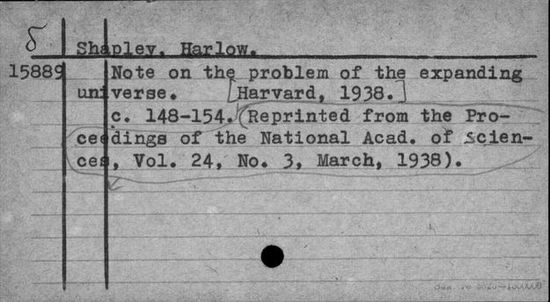 δ
Shapley, Harlow.
15889 Note on the problem of the expanding
universe. [Harvard, 1938.]
c. 148-154. (Reprinted from the Pro-
ceedings of the National Acad. of scien-
ces, Vol. 24, No. 3, March, 1938).